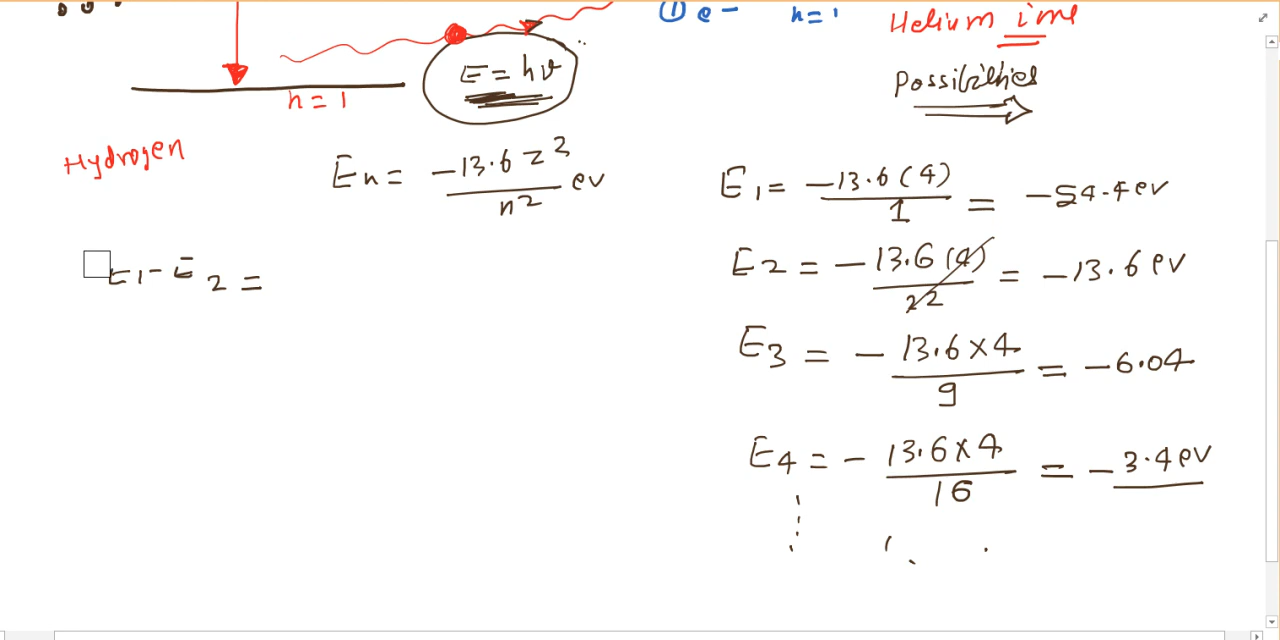 ① e- n=1
Helium ime
E = hν
n = 1
Possibilities
Hydrogen
En = -13.6 z2 / n2 ev
E1 = -13.6 (4) / 1 = -54.4 ev
E1 - E2 =
E2 = -13.6 (4) / 22 = -13.6 ev
E3 = -13.6 × 4 / 9 = -6.04
E4 = -13.6 × 4 / 16 = -3.4 ev